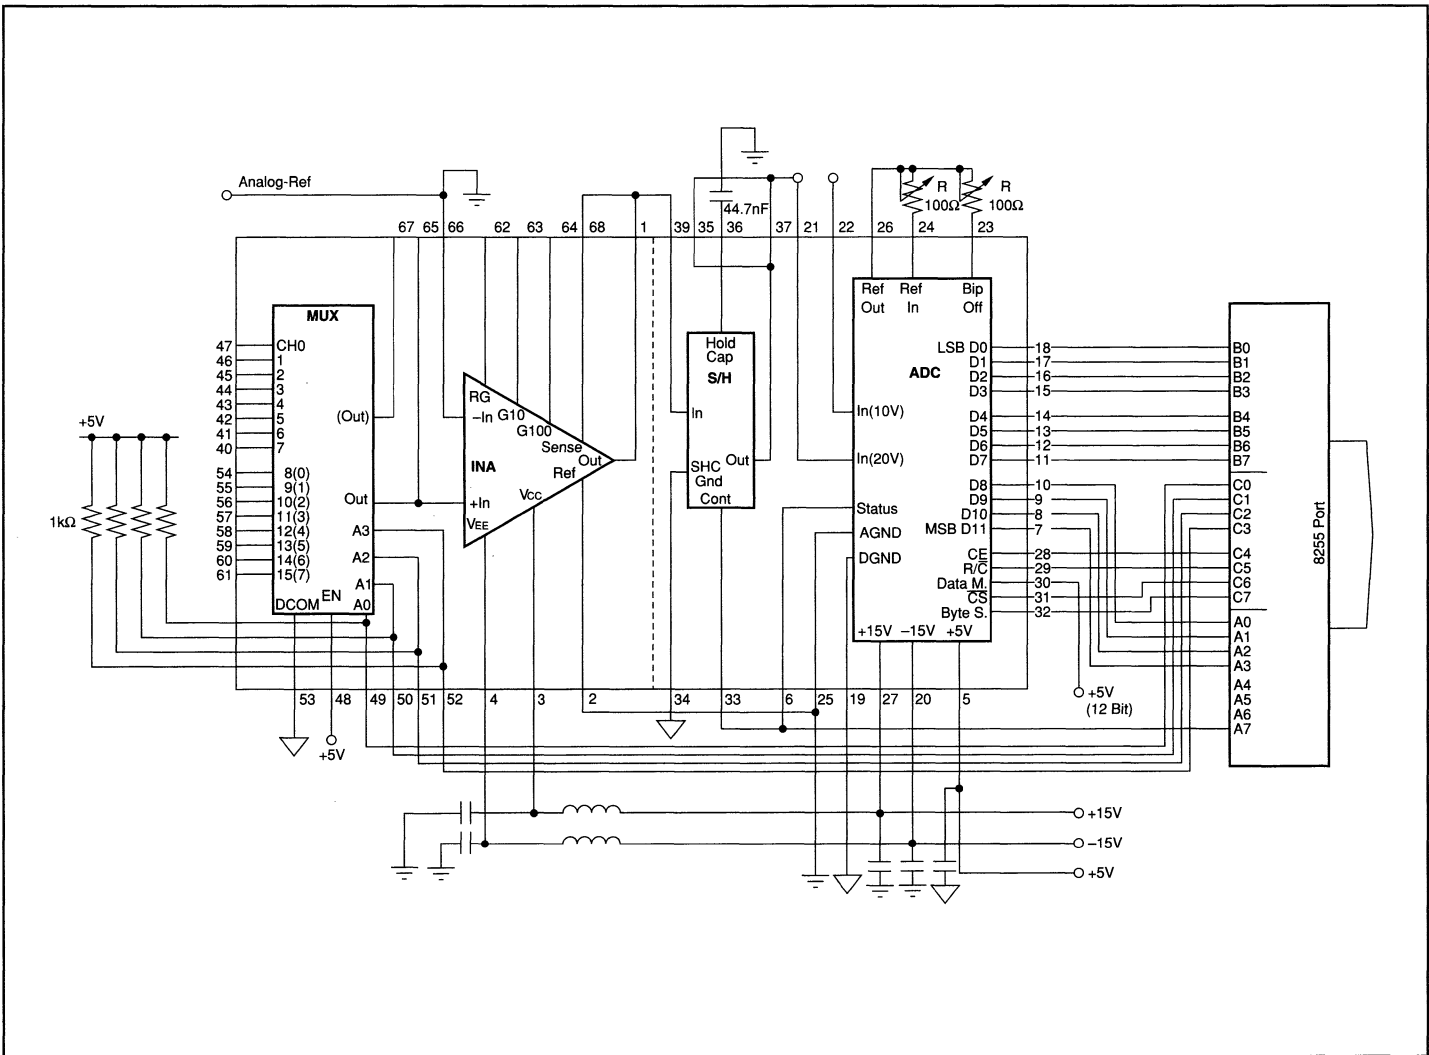 Analog-Ref
44.7nF
R
100Ω
R
100Ω
67 65 66 62 63 64 68 1 39 35 36 37 21 22 26 24 23
MUX
47 CH0
46 1
45 2
44 3
43 4
42 5
41 6
40 7
54 8(0)
55 9(1)
56 10(2)
57 11(3)
58 12(4)
59 13(5)
60 14(6)
61 15(7)
(Out)
Out
A3
A2
A1
A0
DCOM
EN
+5V
1kΩ
RG
–In
G10
G100
Sense
Out
Ref
INA
+In
VCC
VEE
Hold
Cap
S/H
In
Out
SHC
Gnd
Cont
Ref
Out
Ref
In
Bip
Off
ADC
In(10V)
In(20V)
Status
AGND
DGND
+15V –15V +5V
LSB D0 18 B0
D1 17 B1
D2 16 B2
D3 15 B3
D4 14 B4
D5 13 B5
D6 12 B6
D7 11 B7
D8 10 C0
D9 9 C1
D10 8 C2
MSB D11 7 C3
CE 28 C4
R/C 29 C5
Data M. 30 C6
CS 31 C7
Byte S. 32
A0
A1
A2
A3
A4
A5
A6
A7
8255 Port
+5V
(12 Bit)
53 48 49 50 51 52 4 3 2 34 33 6 25 19 27 20 5
+5V
+15V
–15V
+5V